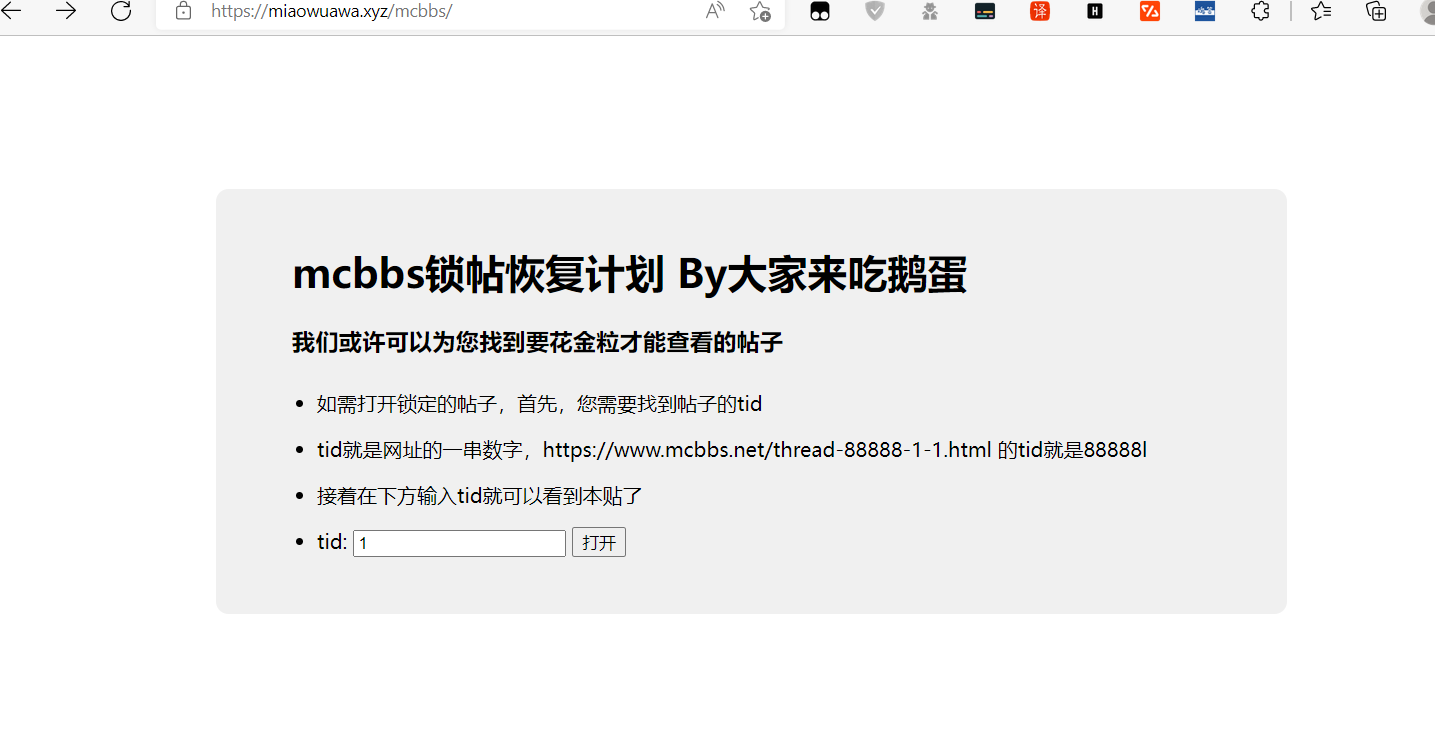 https://miaowuawa.xyz/mcbbs/
mcbbs锁帖恢复计划 By大家来吃鹅蛋
我们或许可以为您找到要花金粒才能查看的帖子
如需打开锁定的帖子，首先，您需要找到帖子的tid
tid就是网址的一串数字，https://www.mcbbs.net/thread-88888-1-1.html 的tid就是88888l
接着在下方输入tid就可以看到本贴了
tid: 1 打开